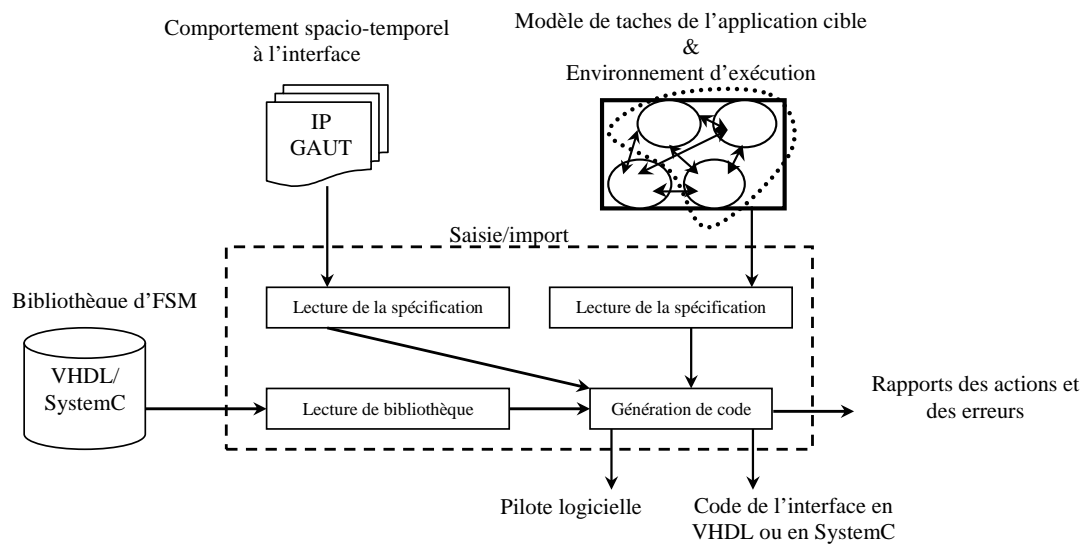 Comportement spacio-temporel
à l'interface
Modèle de taches de l'application cible
&
Environnement d'exécution
IP
GAUT
Saisie/import
Bibliothèque d'FSM
Lecture de la spécification
Lecture de la spécification
VHDL/
SystemC
Lecture de bibliothèque
Génération de code
Rapports des actions et
des erreurs
Pilote logicielle
Code de l'interface en
VHDL ou en SystemC